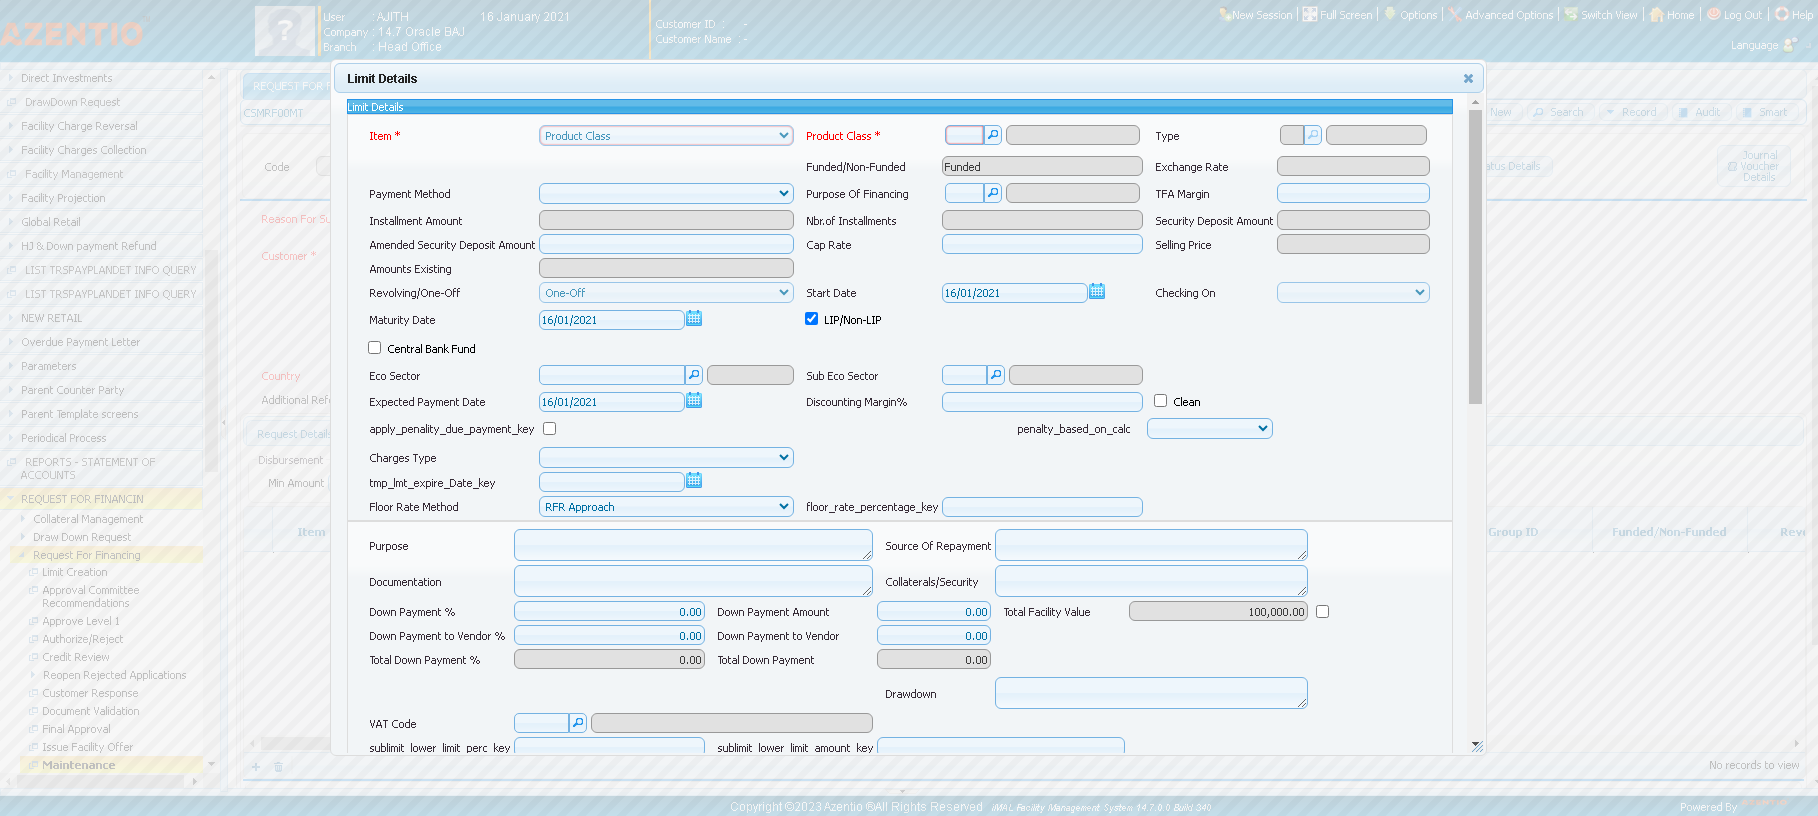 AZENTIO
User : AJITH 16 January 2021
Company : 14.7 Oracle BAJ
Branch : Head Office
Customer ID : -
Customer Name : -
New Session Full Screen Options Advanced Options Switch View Home Log Out Help
Language
Direct Investments
DrawDown Request
Facility Charge Reversal
Facility Charges Collection
Facility Management
Facility Projection
Global Retail
HJ & Down payment Refund
LIST TRSPAYPLANDET INFO QUERY
LIST TRSPAYPLANDET INFO QUERY
NEW RETAIL
Overdue Payment Letter
Parameters
Parent Counter Party
Parent Template screens
Periodical Process
REPORTS - STATEMENT OF
ACCOUNTS
REQUEST FOR FINANCIN
Collateral Management
Draw Down Request
Request For Financing
Limit Creation
Approval Committee
Recommendations
Approve Level 1
Authorize/Reject
Credit Review
Reopen Rejected Applications
Customer Response
Document Validation
Final Approval
Issue Facility Offer
Maintenance
REQUEST FOR F
CSMRF00MT
New Search Record Audit Smart
Code
atus Details
Journal
Voucher
Details
Reason For Su
Customer *
Country
Additional Refe
Request Details
Disbursement
Min Amount
Item
Group ID Funded/Non-Funded Revo
No records to view
Limit Details
Limit Details
Item * Product Class Product Class * Type
Funded/Non-Funded Funded Exchange Rate
Payment Method Purpose Of Financing TFA Margin
Installment Amount Nbr.of Installments Security Deposit Amount
Amended Security Deposit Amount Cap Rate Selling Price
Amounts Existing
Revolving/One-Off One-Off Start Date 16/01/2021 Checking On
Maturity Date 16/01/2021 LIP/Non-LIP
Central Bank Fund
Eco Sector Sub Eco Sector
Expected Payment Date 16/01/2021 Discounting Margin% Clean
apply_penality_due_payment_key penalty_based_on_calc
Charges Type
tmp_lmt_expire_Date_key
Floor Rate Method RFR Approach floor_rate_percentage_key
Purpose Source Of Repayment
Documentation Collaterals/Security
Down Payment % 0.00 Down Payment Amount 0.00 Total Facility Value 100,000.00
Down Payment to Vendor % 0.00 Down Payment to Vendor 0.00
Total Down Payment % 0.00 Total Down Payment 0.00
Drawdown
VAT Code
sublimit_lower_limit_perc_key sublimit_lower_limit_amount_key
Copyright ©2023 Azentio ®All Rights Reserved iMAL Facility Management System 14.7.0.0 Build 340
Powered By AZENTIO